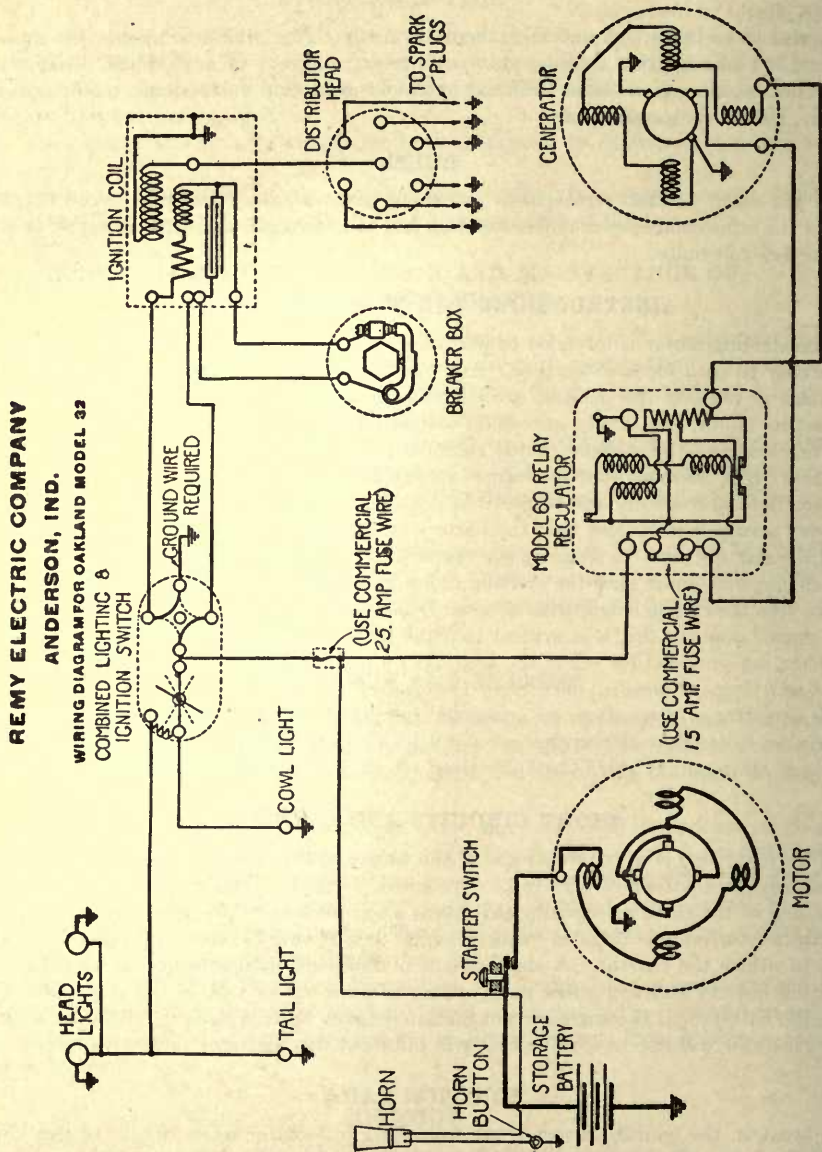 REMY ELECTRIC COMPANY
ANDERSON, IND.
WIRING DIAGRAM FOR OAKLAND MODEL 32
COMBINED LIGHTING &
IGNITION SWITCH
HEAD
LIGHTS
TAIL LIGHT
COWL LIGHT
GROUND WIRE
REQUIRED
IGNITION COIL
DISTRIBUTOR
HEAD
TO SPARK
PLUGS
BREAKER BOX
GENERATOR
(USE COMMERCIAL
25. AMP FUSE WIRE)
MODEL 60 RELAY
REGULATOR
(USE COMMERCIAL
15 AMP. FUSE WIRE)
STARTER SWITCH
MOTOR
HORN
HORN
BUTTON
STORAGE
BATTERY